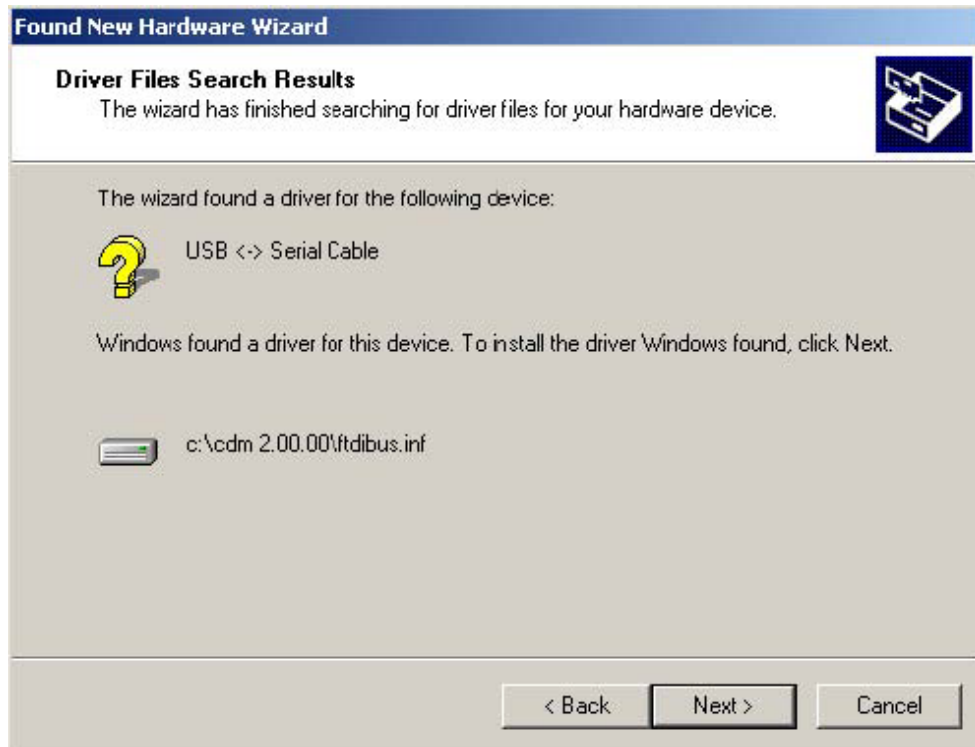 Found New Hardware Wizard
Driver Files Search Results
The wizard has finished searching for driver files for your hardware device.
The wizard found a driver for the following device:
USB <-> Serial Cable
Windows found a driver for this device. To install the driver Windows found, click Next.
c:\cdm 2.00.00\ftdibus.inf
< Back Next > Cancel